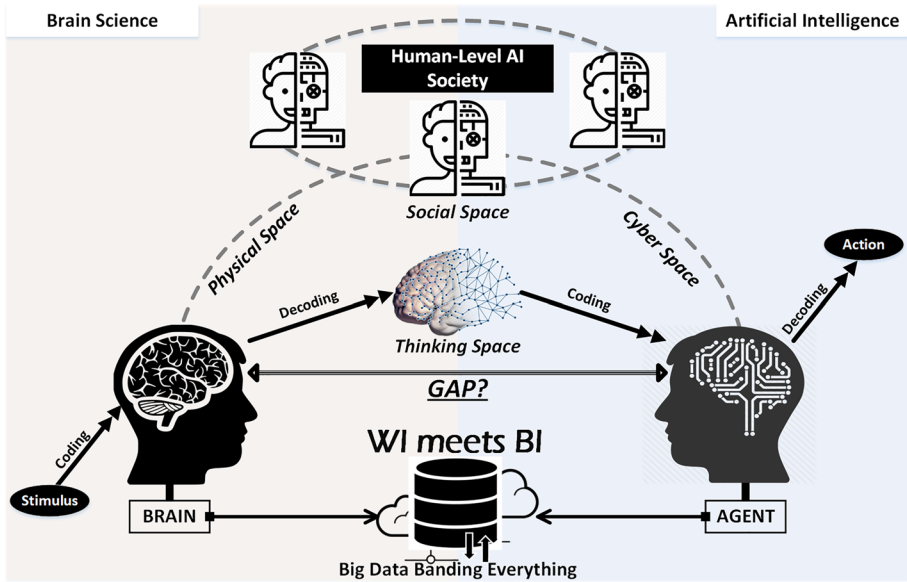 Brain Science
Artificial Intelligence
Human-Level AI
Society
Social Space
Physical Space
Cyber Space
Action
Decoding
Coding
Decoding
Thinking Space
GAP?
Coding
WI meets BI
Stimulus
BRAIN
AGENT
Big Data Banding Everything